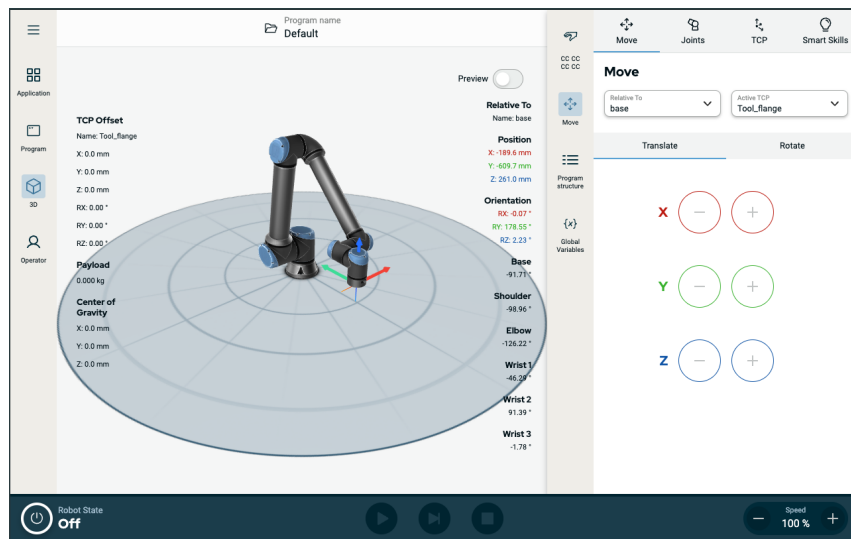 Program name
Default
Application
Program
3D
Operator
Preview
TCP Offset
Name: Tool_flange
X: 0.0 mm
Y: 0.0 mm
Z: 0.0 mm
RX: 0.00 °
RY: 0.00 °
RZ: 0.00 °
Payload
0.000 kg
Center of
Gravity
X: 0.0 mm
Y: 0.0 mm
Z: 0.0 mm
Relative To
Name: base
Position
X: -189.6 mm
Y: -609.7 mm
Z: 261.0 mm
Orientation
RX: -0.07 °
RY: 178.55 °
RZ: 2.23 °
Base
-91.71 °
Shoulder
-98.96 °
Elbow
-126.22 °
Wrist 1
-46.29 °
Wrist 2
91.39 °
Wrist 3
-1.78 °
CC CC
CC CC
Move
Program
structure
{x}
Global
Variables
Move
Joints
TCP
Smart Skills
Move
Relative To
base
Active TCP
Tool_flange
Translate
Rotate
X − +
Y − +
Z − +
Robot State
Off
Speed
− 100 % +